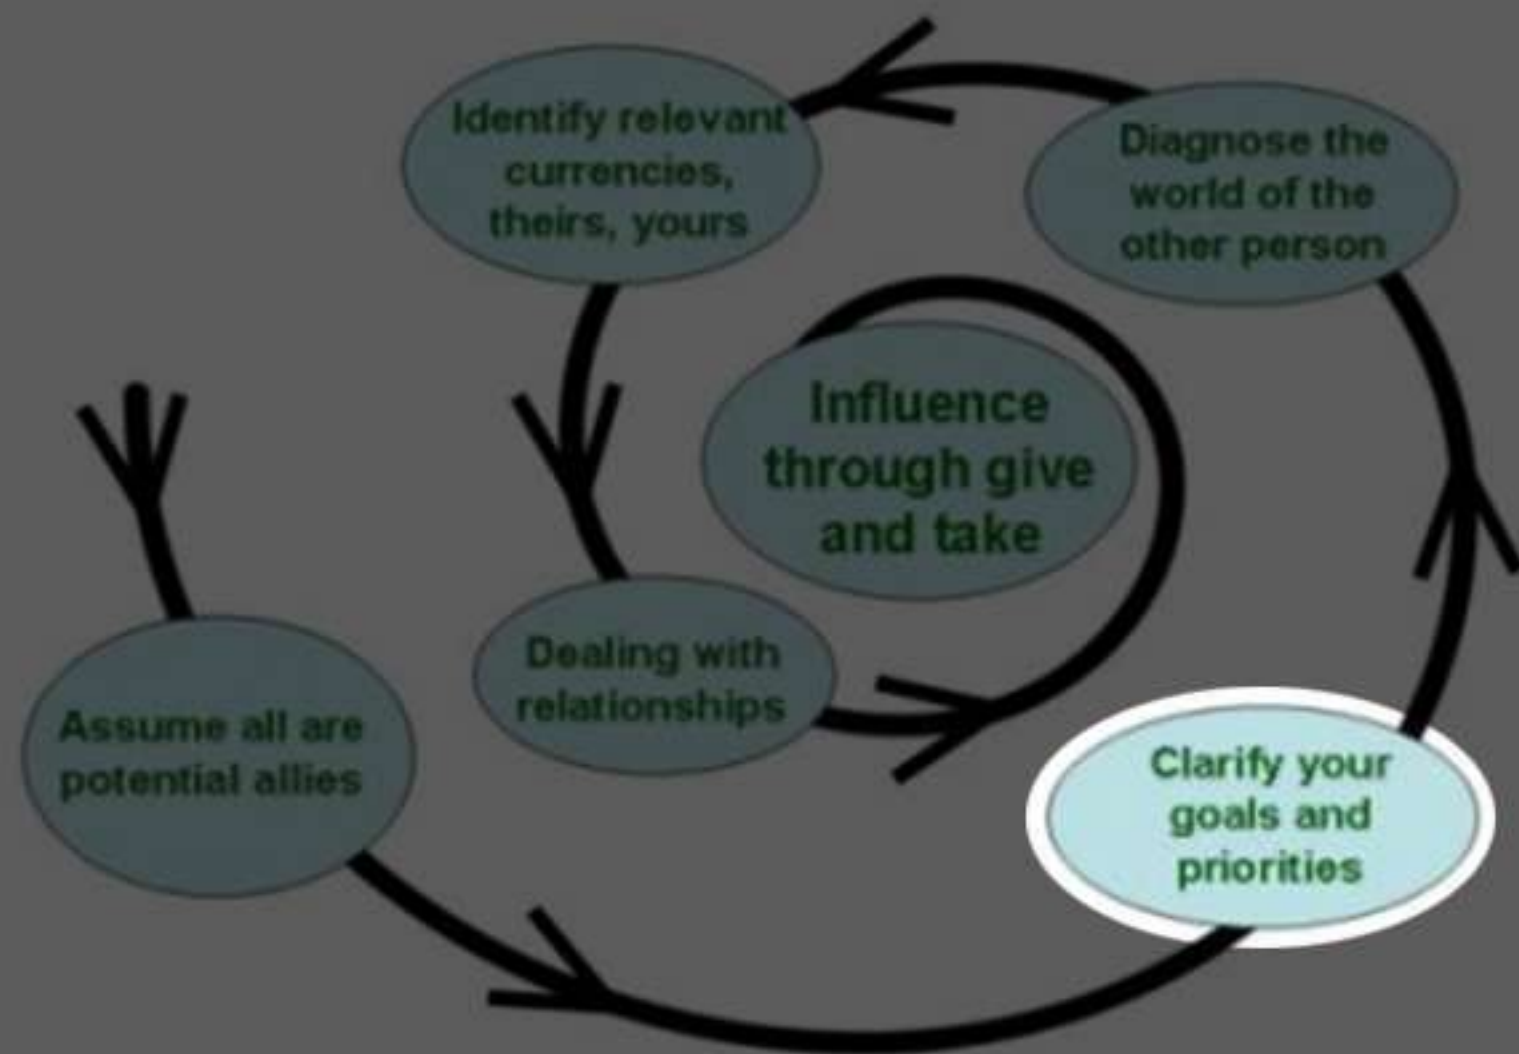 Identify relevant
currencies,
theirs, yours
Diagnose the
world of the
other person
Influence
through give
and take
Dealing with
relationships
Assume all are
potential allies
Clarify your
goals and
priorities